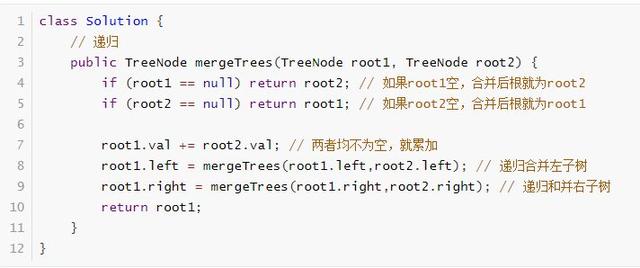 1 class Solution {
2 // 递归
3 public TreeNode mergeTrees(TreeNode root1, TreeNode root2) {
4 if (root1 == null) return root2; // 如果root1空，合并后根就为root2
5 if (root2 == null) return root1; // 如果root2空，合并后根就为root1
6
7 root1.val += root2.val; // 两者均不为空，就累加
8 root1.left = mergeTrees(root1.left,root2.left); // 递归合并左子树
9 root1.right = mergeTrees(root1.right,root2.right); // 递归和并右子树
10 return root1;
11 }
12 }